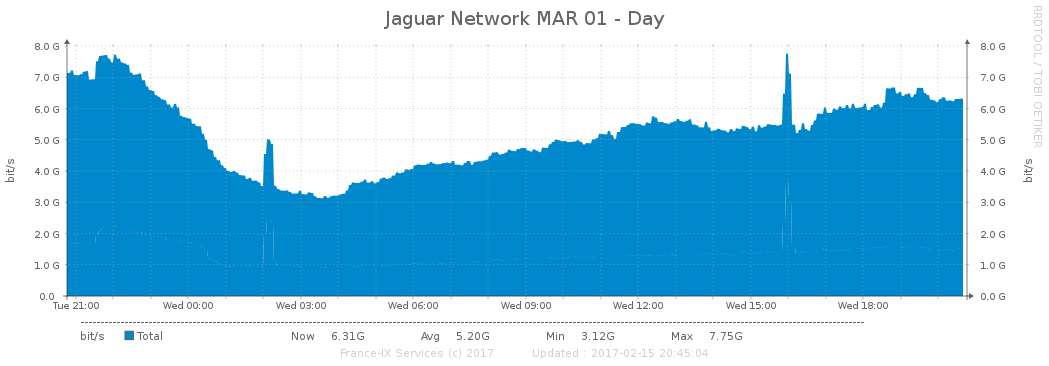 Jaguar Network MAR 01 - Day
RRDTOOL / TOBI OETIKER
8.0 G 8.0 G
7.0 G 7.0 G
6.0 G 6.0 G
5.0 G 5.0 G
4.0 G 4.0 G
3.0 G 3.0 G
2.0 G 2.0 G
1.0 G 1.0 G
0.0 0.0 G
bit/s bit/s
Tue 21:00 Wed 00:00 Wed 03:00 Wed 06:00 Wed 09:00 Wed 12:00 Wed 15:00 Wed 18:00
bit/s Total Now 6.31G Avg 5.20G Min 3.12G Max 7.75G
France-IX Services (c) 2017 Updated : 2017-02-15 20:45:04